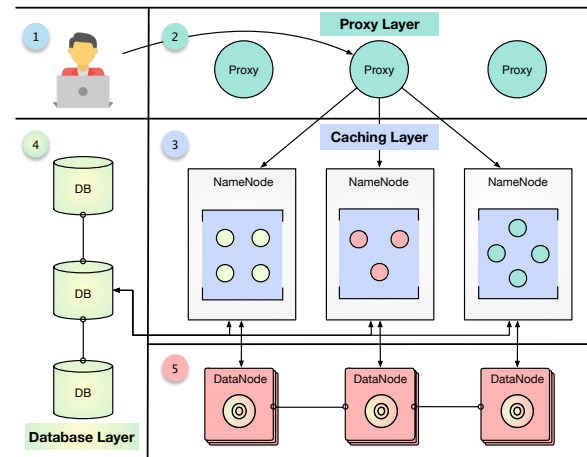 1
2
Proxy Layer
Proxy
Proxy
Proxy
4
3
Caching Layer
DB
DB
DB
Database Layer
NameNode
NameNode
NameNode
5
DataNode
DataNode
DataNode